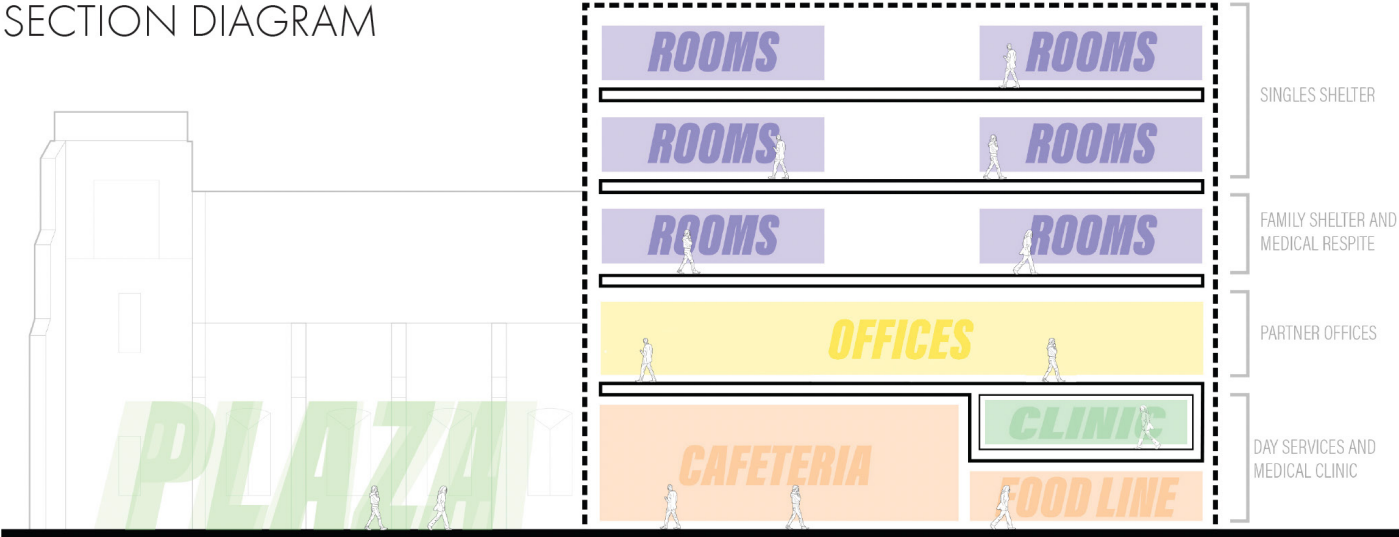 SECTION DIAGRAM
ROOMS ROOMS
SINGLES SHELTER
ROOMS ROOMS
ROOMS ROOMS
FAMILY SHELTER AND
MEDICAL RESPITE
OFFICES
PARTNER OFFICES
PLAZA
CAFETERIA
CLINIC
FOOD LINE
DAY SERVICES AND
MEDICAL CLINIC